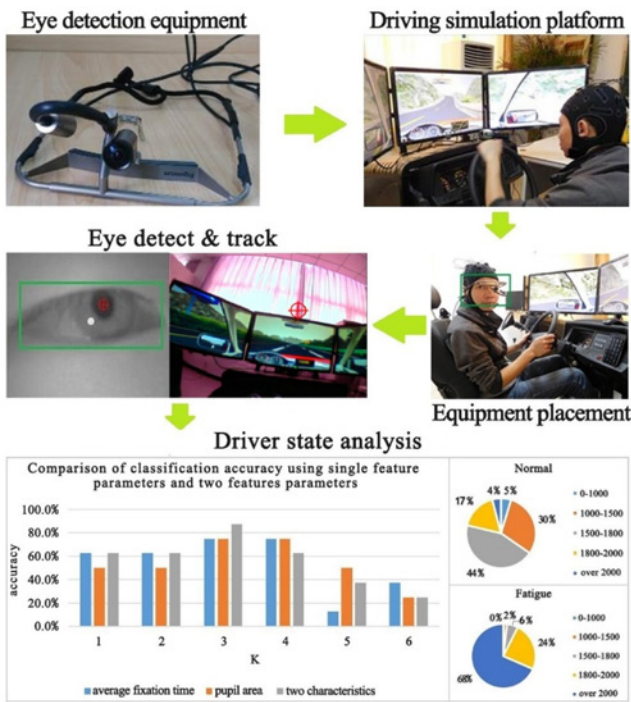 Eye detection equipment
Driving simulation platform
Eye detect & track
Equipment placement
Driver state analysis
Comparison of classification accuracy using single feature
parameters and two features parameters
100.0%
80.0%
60.0%
40.0%
20.0%
0.0%
accuracy
1 2 3 4 5 6
K
average fixation time
pupil area
two characteristics
Normal
4% 5%
17%
30%
44%
0-1000
1000-1500
1500-1800
1800-2000
over 2000
Fatigue
0% 2%
6%
24%
68%
0-1000
1000-1500
1500-1800
1800-2000
over 2000